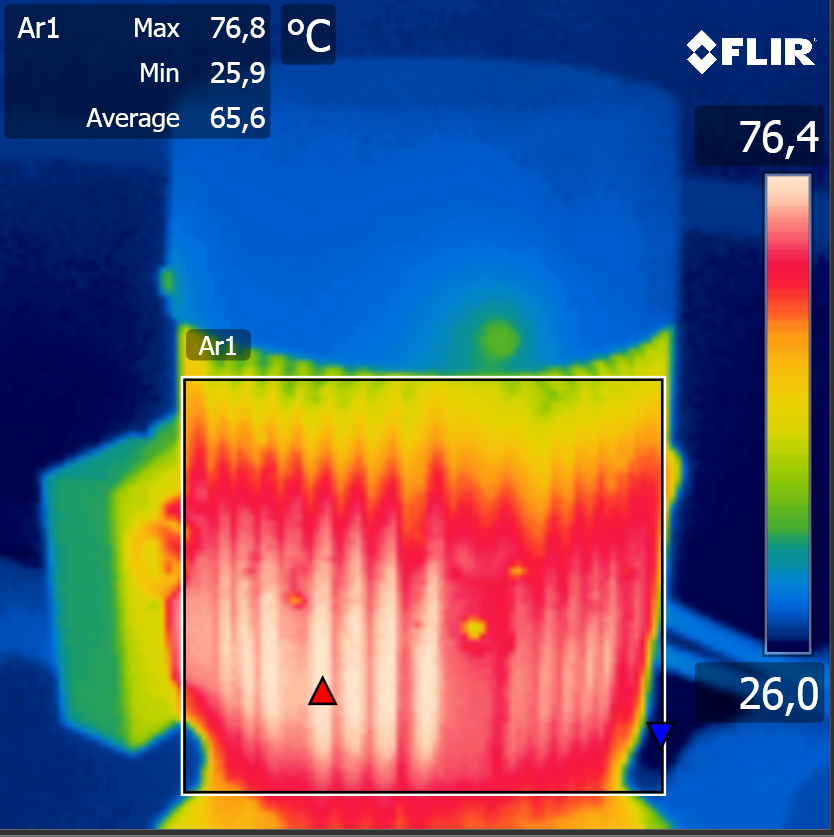 Ar1 Max 76,8 °C
Min 25,9
Average 65,6
FLIR
76,4
Ar1
26,0